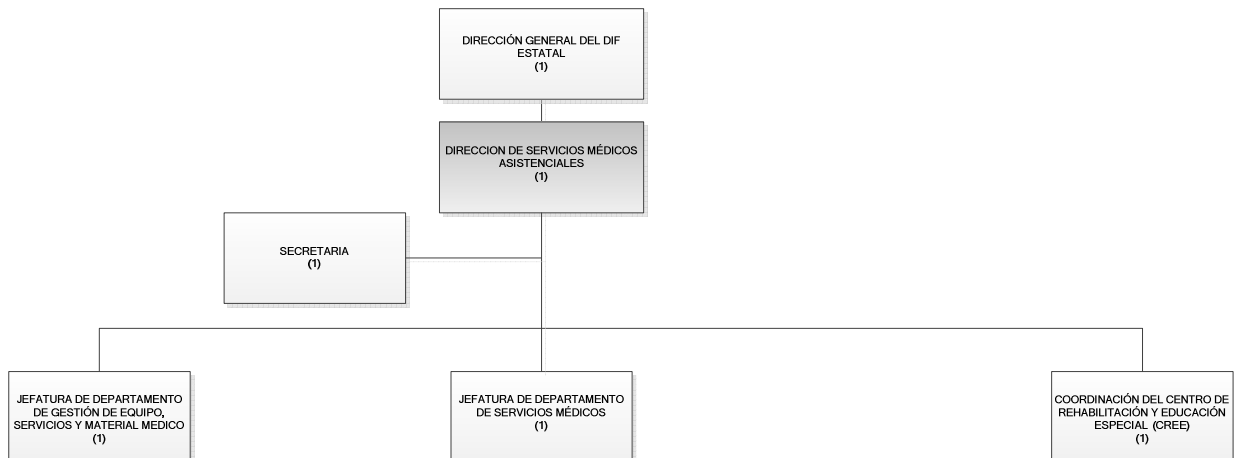 DIRECCIÓN GENERAL DEL DIF
ESTATAL
(1)
DIRECCION DE SERVICIOS MÉDICOS
ASISTENCIALES
(1)
SECRETARIA
(1)
JEFATURA DE DEPARTAMENTO
DE GESTIÓN DE EQUIPO,
SERVICIOS Y MATERIAL MEDICO
(1)
JEFATURA DE DEPARTAMENTO
DE SERVICIOS MÉDICOS
(1)
COORDINACIÓN DEL CENTRO DE
REHABILITACIÓN Y EDUCACIÓN
ESPECIAL (CREE)
(1)